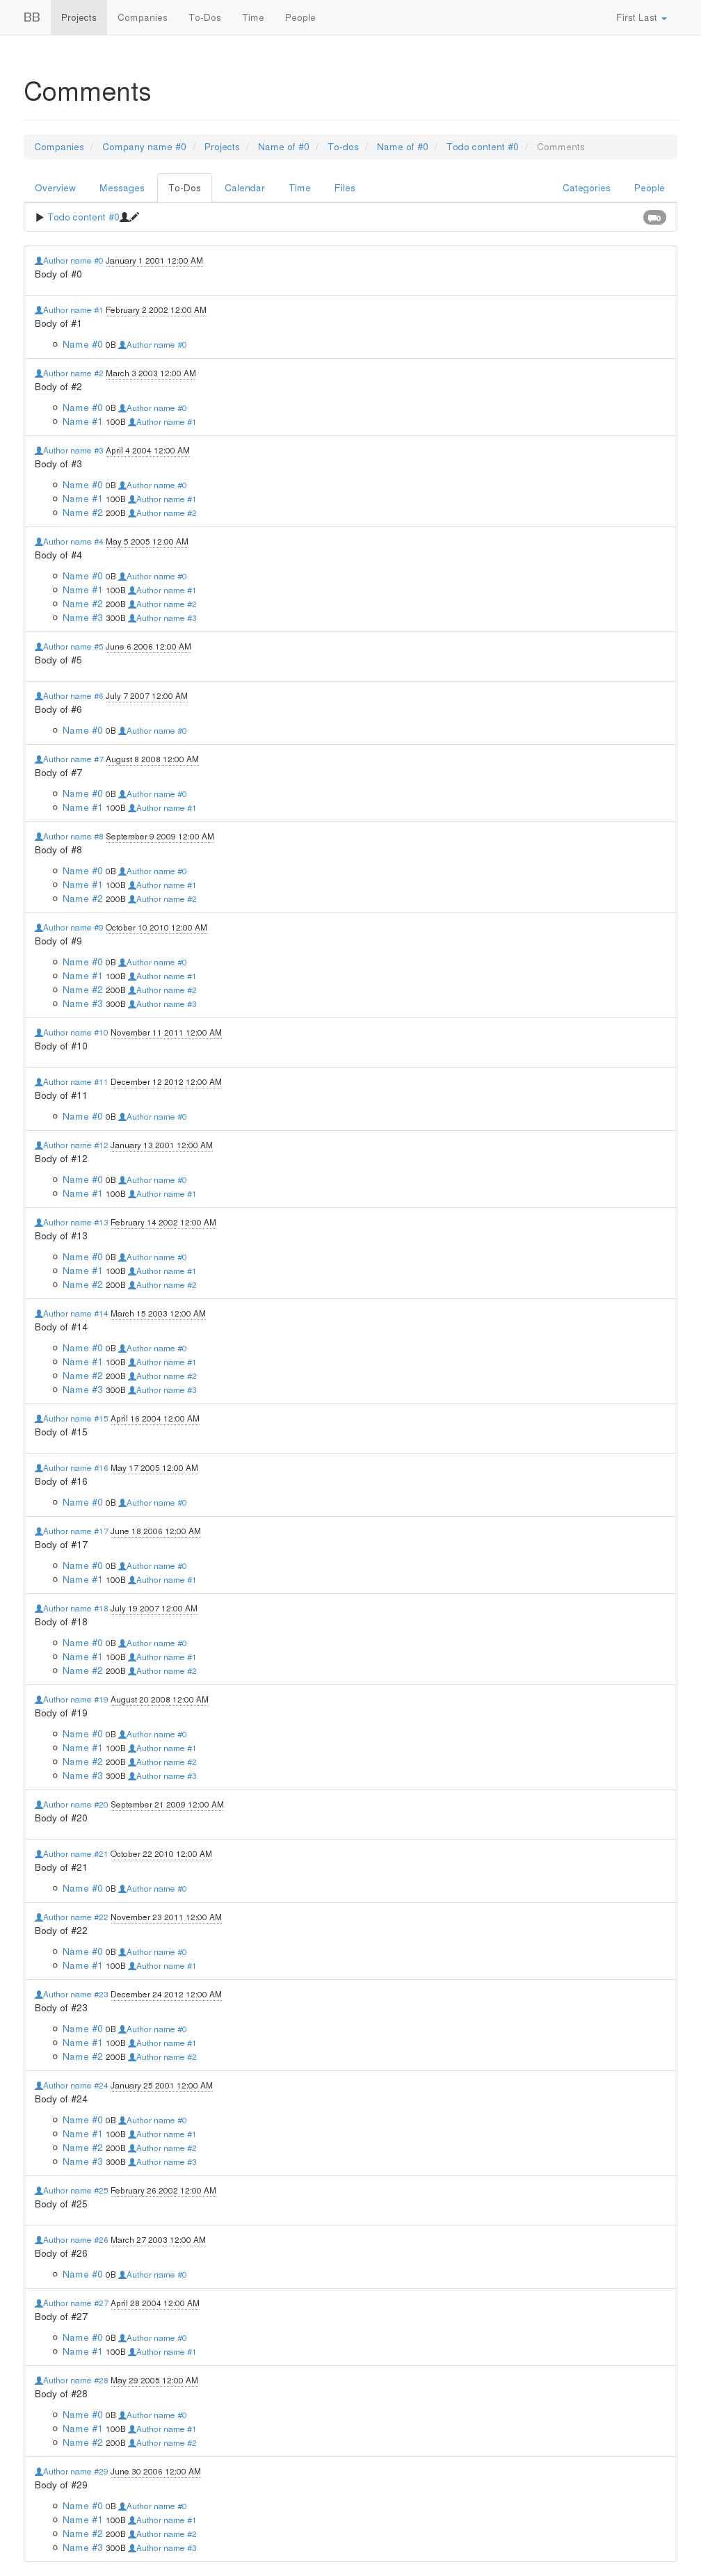 BB Projects Companies To-Dos Time People First Last
Comments
Companies / Company name #0 / Projects / Name of #0 / To-dos / Name of #0 / Todo content #0 / Comments
Overview Messages To-Dos Calendar Time Files Categories People
Todo content #0 0
Author name #0 January 1 2001 12:00 AM
Body of #0
Author name #1 February 2 2002 12:00 AM
Body of #1
Name #0 0B Author name #0
Author name #2 March 3 2003 12:00 AM
Body of #2
Name #0 0B Author name #0
Name #1 100B Author name #1
Author name #3 April 4 2004 12:00 AM
Body of #3
Name #0 0B Author name #0
Name #1 100B Author name #1
Name #2 200B Author name #2
Author name #4 May 5 2005 12:00 AM
Body of #4
Name #0 0B Author name #0
Name #1 100B Author name #1
Name #2 200B Author name #2
Name #3 300B Author name #3
Author name #5 June 6 2006 12:00 AM
Body of #5
Author name #6 July 7 2007 12:00 AM
Body of #6
Name #0 0B Author name #0
Author name #7 August 8 2008 12:00 AM
Body of #7
Name #0 0B Author name #0
Name #1 100B Author name #1
Author name #8 September 9 2009 12:00 AM
Body of #8
Name #0 0B Author name #0
Name #1 100B Author name #1
Name #2 200B Author name #2
Author name #9 October 10 2010 12:00 AM
Body of #9
Name #0 0B Author name #0
Name #1 100B Author name #1
Name #2 200B Author name #2
Name #3 300B Author name #3
Author name #10 November 11 2011 12:00 AM
Body of #10
Author name #11 December 12 2012 12:00 AM
Body of #11
Name #0 0B Author name #0
Author name #12 January 13 2001 12:00 AM
Body of #12
Name #0 0B Author name #0
Name #1 100B Author name #1
Author name #13 February 14 2002 12:00 AM
Body of #13
Name #0 0B Author name #0
Name #1 100B Author name #1
Name #2 200B Author name #2
Author name #14 March 15 2003 12:00 AM
Body of #14
Name #0 0B Author name #0
Name #1 100B Author name #1
Name #2 200B Author name #2
Name #3 300B Author name #3
Author name #15 April 16 2004 12:00 AM
Body of #15
Author name #16 May 17 2005 12:00 AM
Body of #16
Name #0 0B Author name #0
Author name #17 June 18 2006 12:00 AM
Body of #17
Name #0 0B Author name #0
Name #1 100B Author name #1
Author name #18 July 19 2007 12:00 AM
Body of #18
Name #0 0B Author name #0
Name #1 100B Author name #1
Name #2 200B Author name #2
Author name #19 August 20 2008 12:00 AM
Body of #19
Name #0 0B Author name #0
Name #1 100B Author name #1
Name #2 200B Author name #2
Name #3 300B Author name #3
Author name #20 September 21 2009 12:00 AM
Body of #20
Author name #21 October 22 2010 12:00 AM
Body of #21
Name #0 0B Author name #0
Author name #22 November 23 2011 12:00 AM
Body of #22
Name #0 0B Author name #0
Name #1 100B Author name #1
Author name #23 December 24 2012 12:00 AM
Body of #23
Name #0 0B Author name #0
Name #1 100B Author name #1
Name #2 200B Author name #2
Author name #24 January 25 2001 12:00 AM
Body of #24
Name #0 0B Author name #0
Name #1 100B Author name #1
Name #2 200B Author name #2
Name #3 300B Author name #3
Author name #25 February 26 2002 12:00 AM
Body of #25
Author name #26 March 27 2003 12:00 AM
Body of #26
Name #0 0B Author name #0
Author name #27 April 28 2004 12:00 AM
Body of #27
Name #0 0B Author name #0
Name #1 100B Author name #1
Author name #28 May 29 2005 12:00 AM
Body of #28
Name #0 0B Author name #0
Name #1 100B Author name #1
Name #2 200B Author name #2
Author name #29 June 30 2006 12:00 AM
Body of #29
Name #0 0B Author name #0
Name #1 100B Author name #1
Name #2 200B Author name #2
Name #3 300B Author name #3